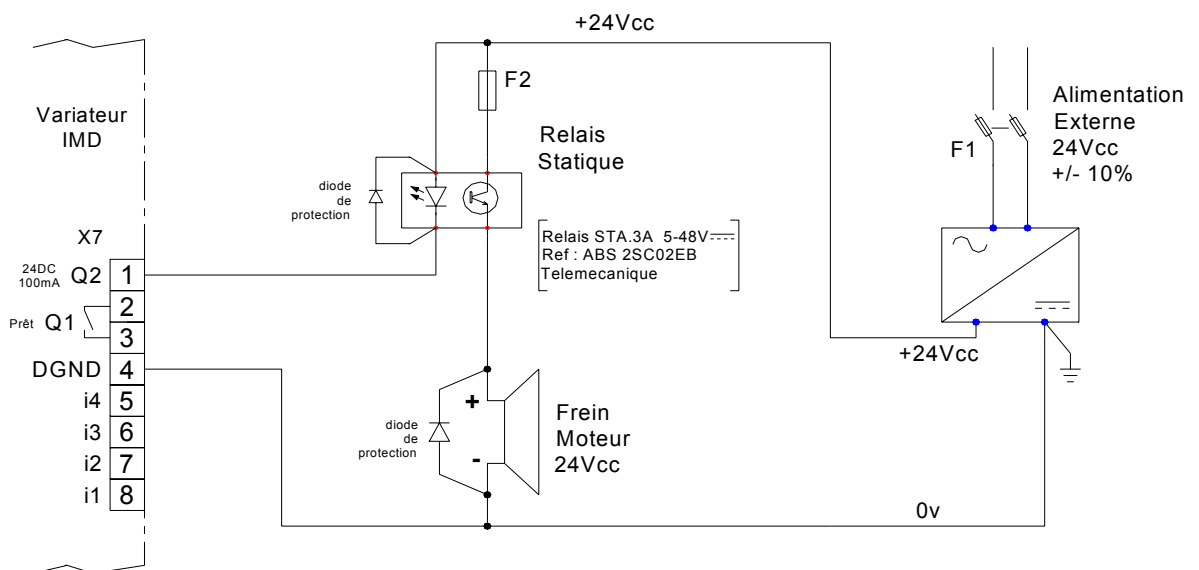 +24Vcc
F2
Variateur
IMD
Relais
Statique
Alimentation
Externe
24Vcc
+/- 10%
F1
diode
de
protection
Relais STA.3A 5-48V
Ref : ABS 2SC02EB
Telemecanique
X7
24DC
100mA
Q2 1
2
Prêt Q1
3
DGND 4
i4 5
i3 6
i2 7
i1 8
+24Vcc
diode
de
protection
+
-
Frein
Moteur
24Vcc
0v